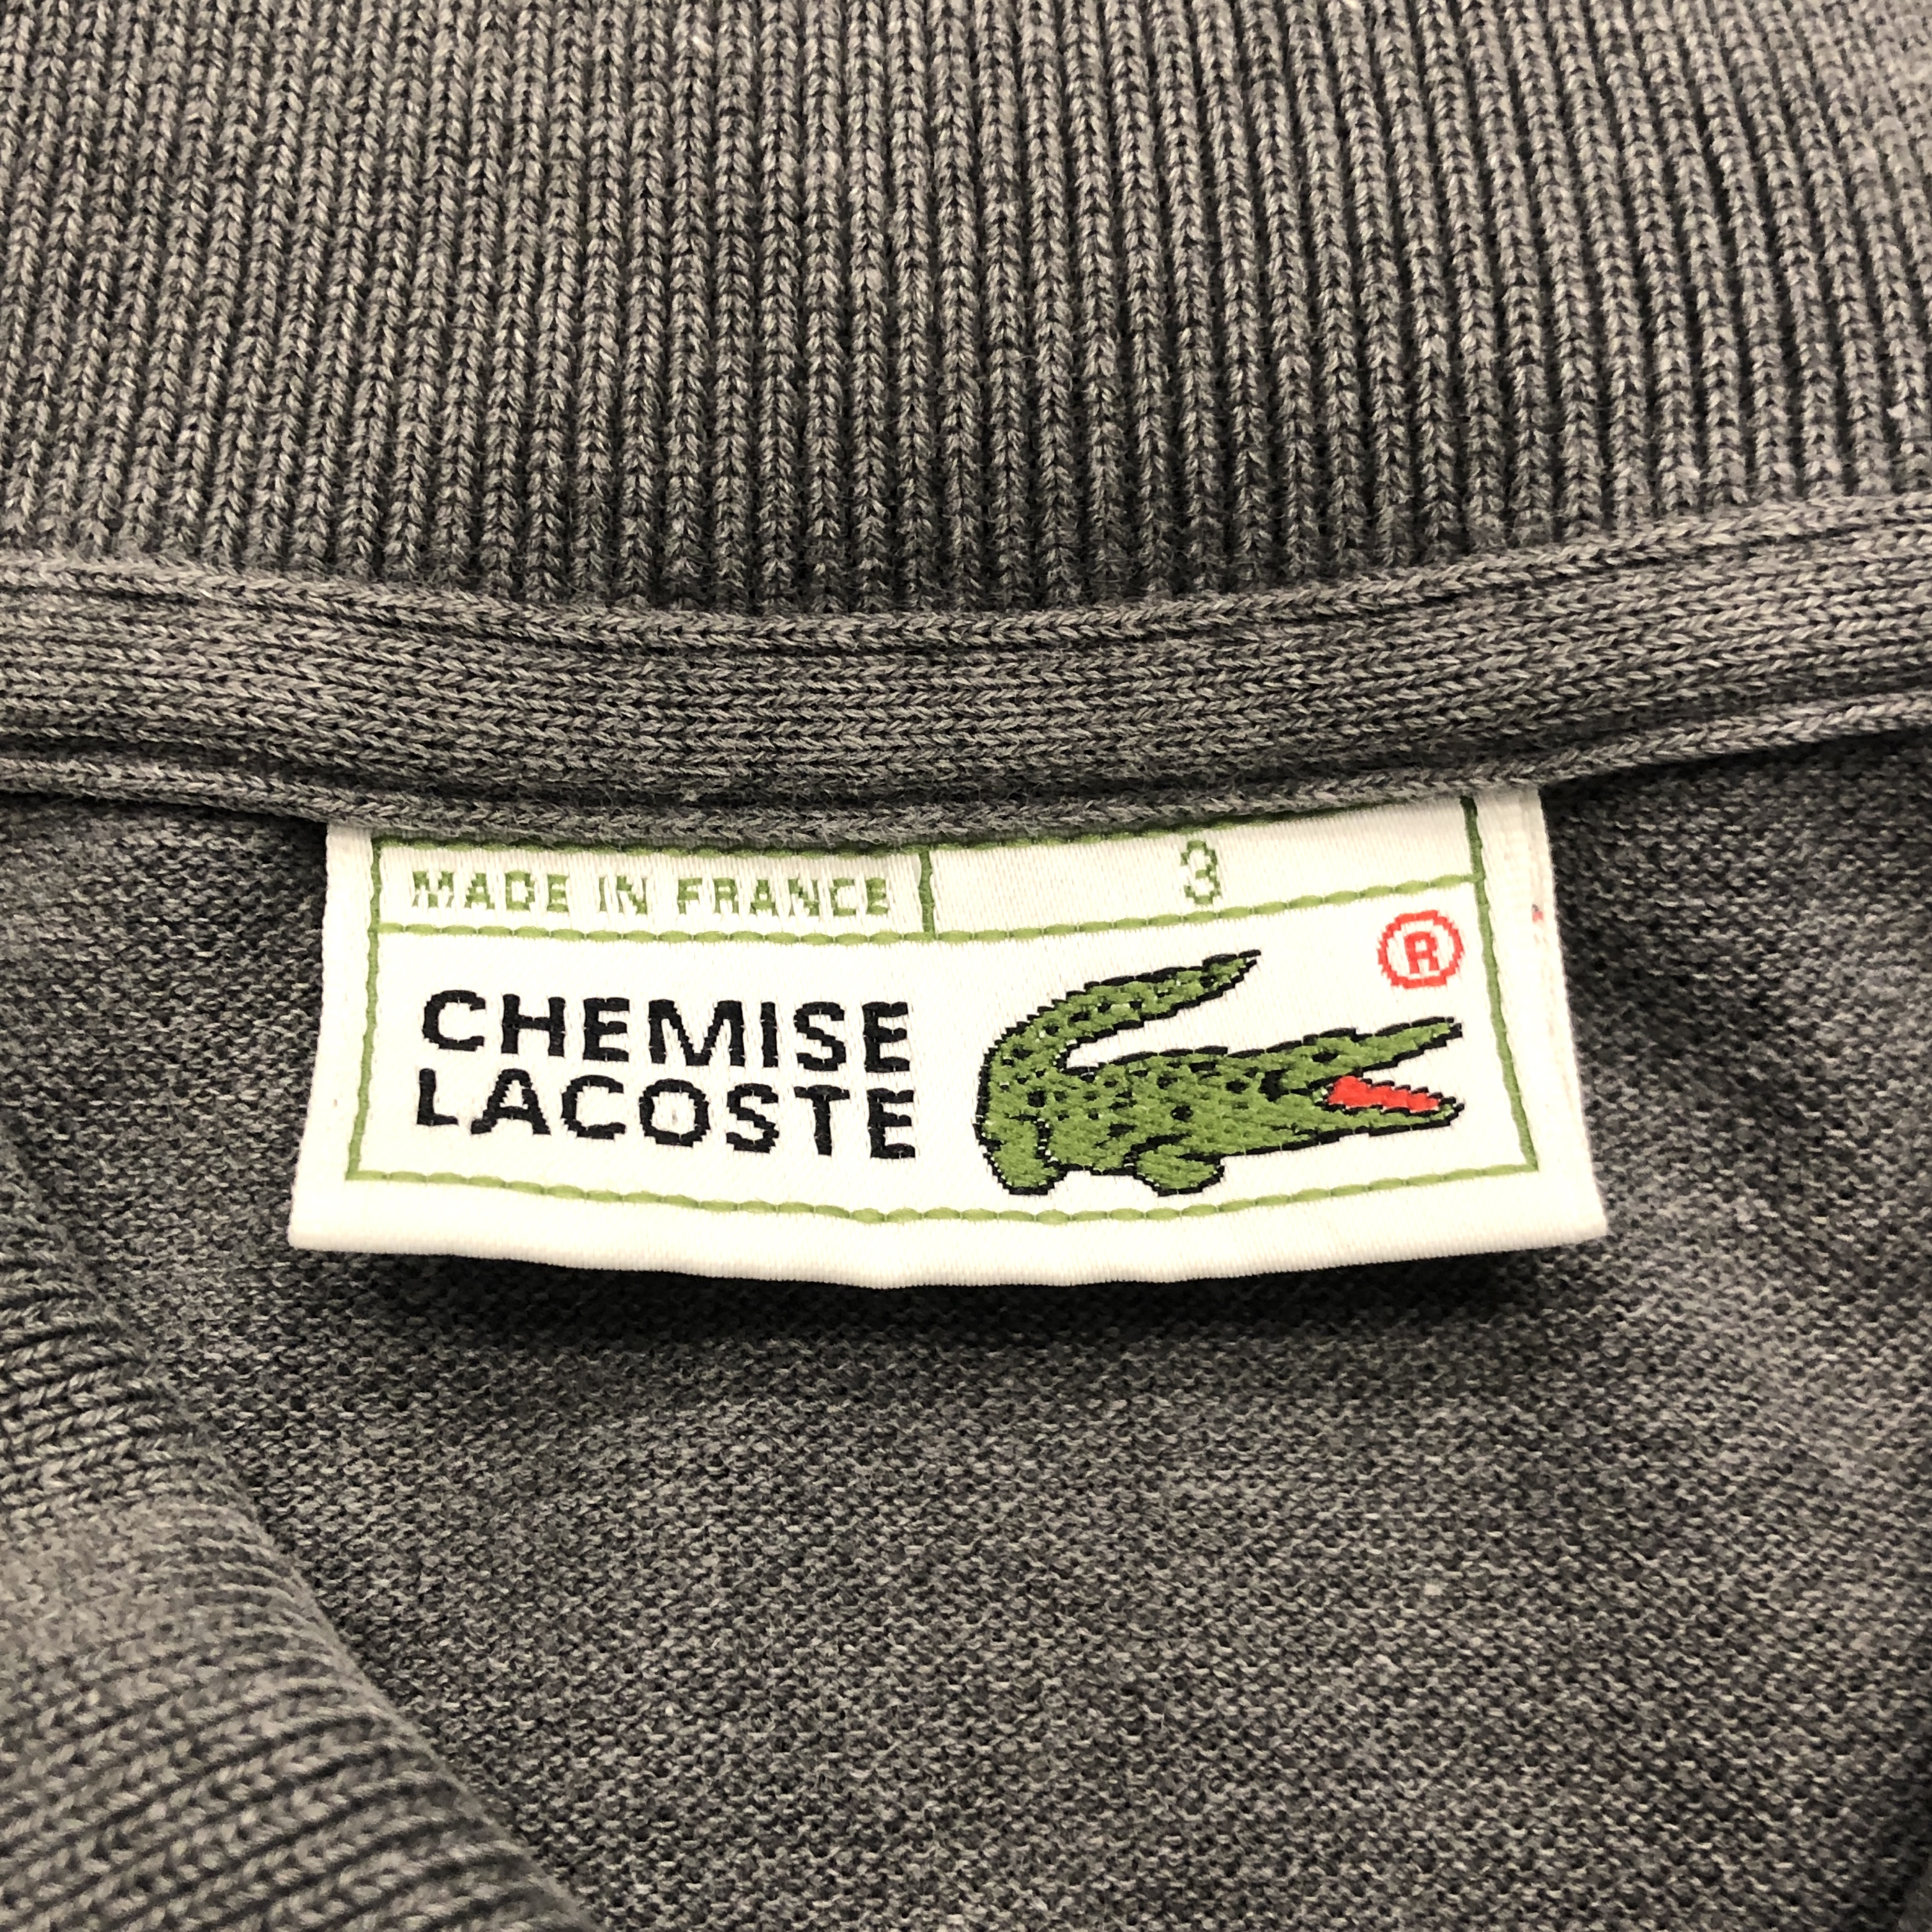 MADE IN FRANCE 3
®
CHEMISE
LACOSTE